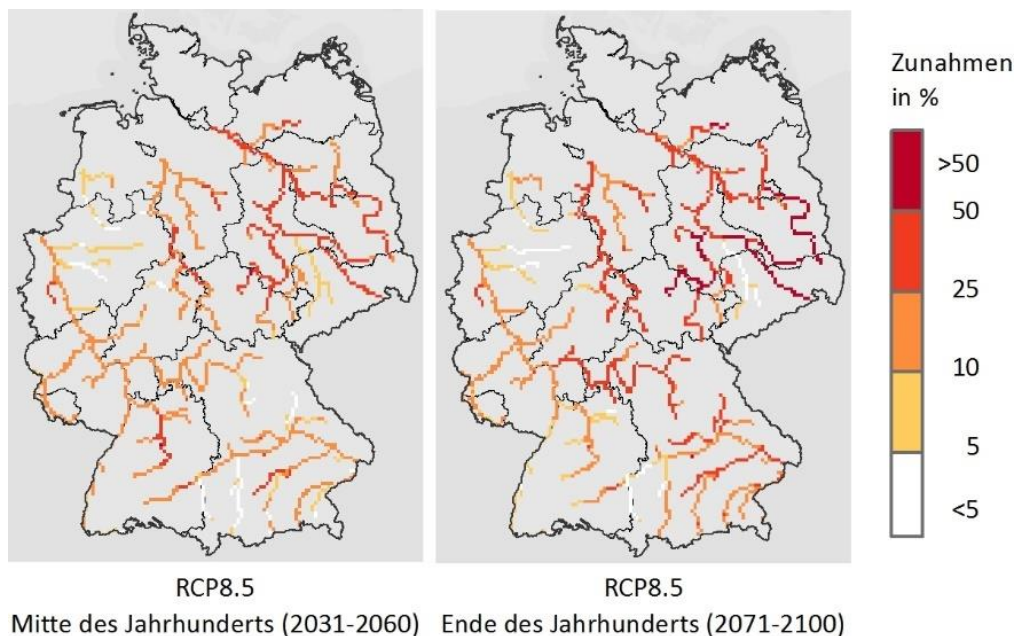 Zunahmen
in %
>50
50
25
10
5
<5
RCP8.5
Mitte des Jahrhunderts (2031-2060)
RCP8.5
Ende des Jahrhunderts (2071-2100)